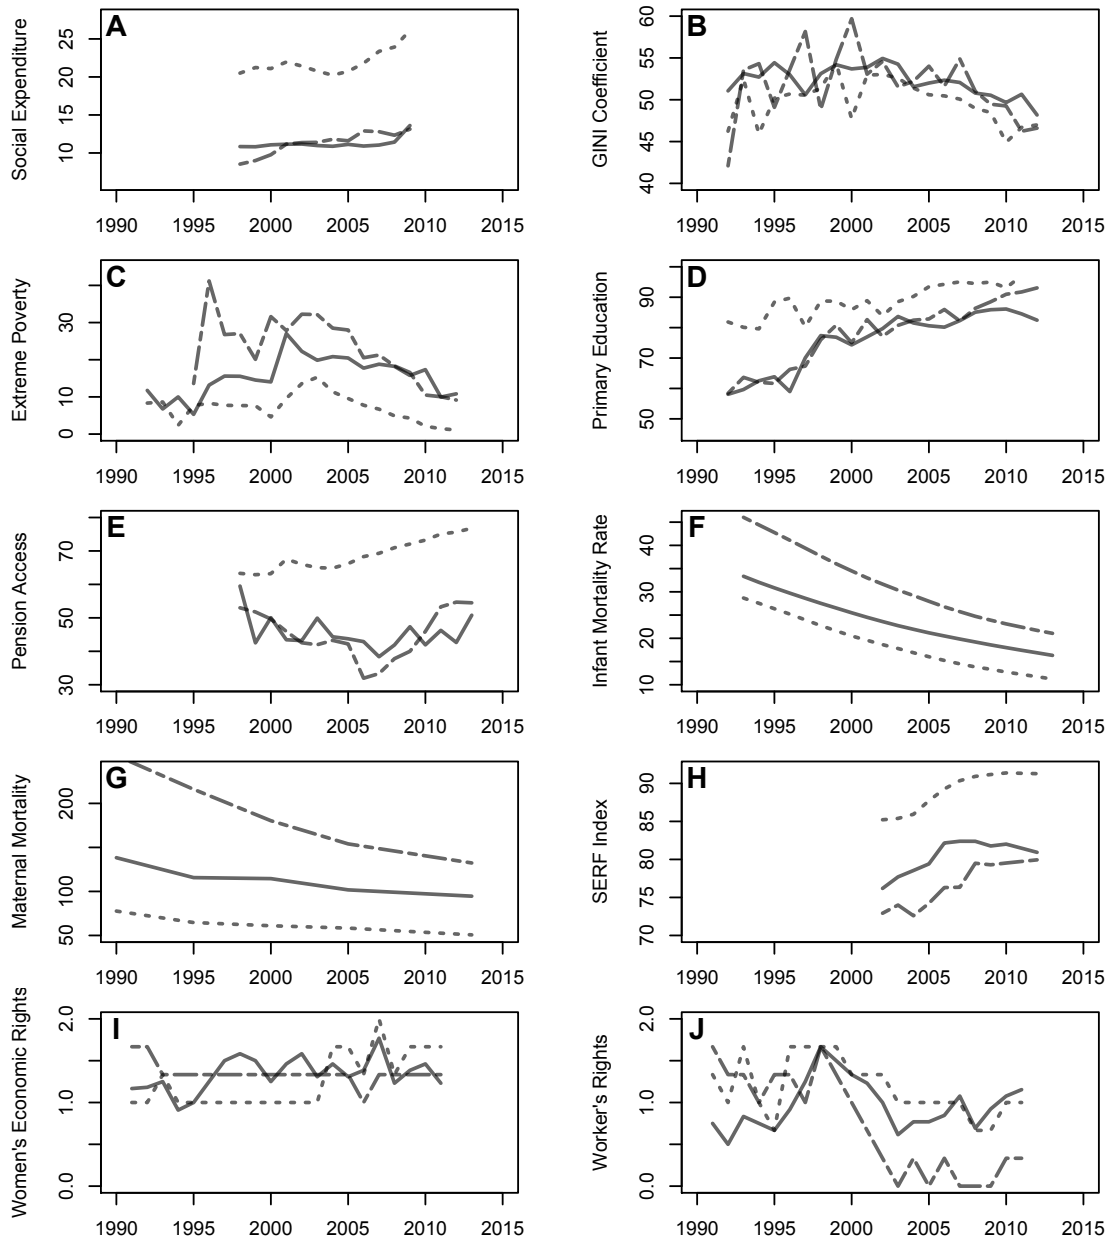 A
Social Expenditure
25
20
15
10
1990 1995 2000 2005 2010 2015
B
GINI Coefficient
60
55
50
45
40
1990 1995 2000 2005 2010 2015
C
Extreme Poverty
30
10
0
1990 1995 2000 2005 2010 2015
D
Primary Education
90
70
50
1990 1995 2000 2005 2010 2015
E
Pension Access
70
50
30
1990 1995 2000 2005 2010 2015
F
Infant Mortality Rate
40
30
20
10
1990 1995 2000 2005 2010 2015
G
Maternal Mortality
200
100
50
1990 1995 2000 2005 2010 2015
H
SERF Index
90
85
80
75
70
1990 1995 2000 2005 2010 2015
I
Women's Economic Rights
2.0
1.0
0.0
1990 1995 2000 2005 2010 2015
J
Worker's Rights
2.0
1.0
0.0
1990 1995 2000 2005 2010 2015